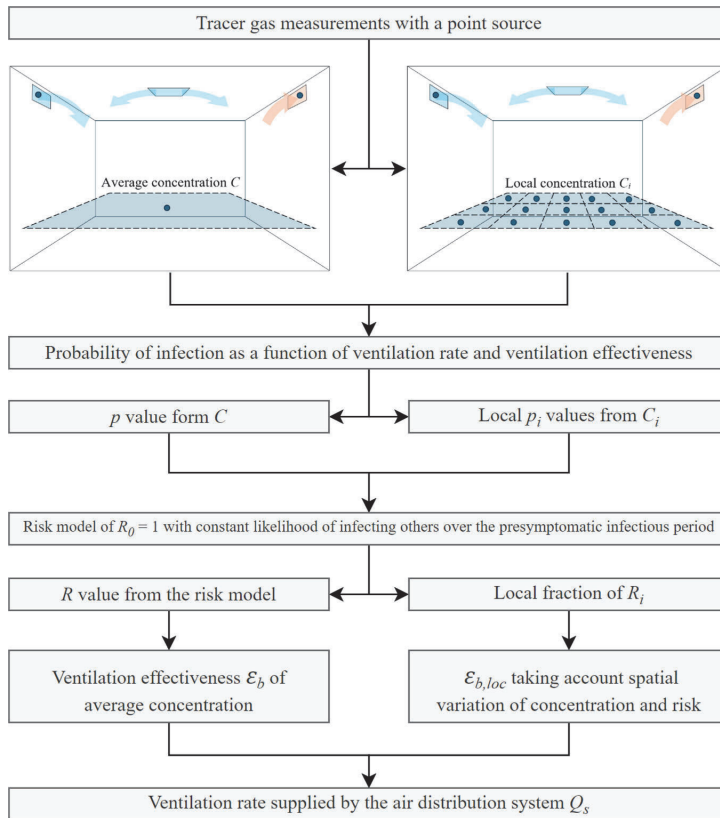 Tracer gas measurements with a point source
Average concentration C
Local concentration Cᵢ
Probability of infection as a function of ventilation rate and ventilation effectiveness
p value form C
Local pᵢ values from Cᵢ
Risk model of R₀ = 1 with constant likelihood of infecting others over the presymptomatic infectious period
R value from the risk model
Local fraction of Rᵢ
Ventilation effectiveness εb of
average concentration
εb,loc taking account spatial
variation of concentration and risk
Ventilation rate supplied by the air distribution system Qₛ